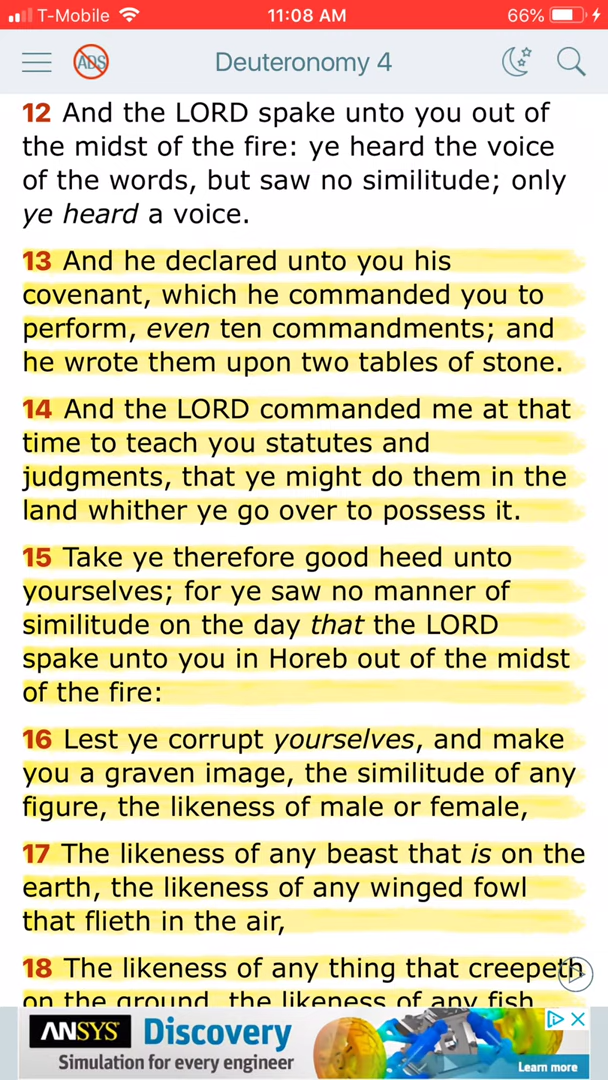 T-Mobile 11:08 AM 66%
ADS Deuteronomy 4
12 And the LORD spake unto you out of
the midst of the fire: ye heard the voice
of the words, but saw no similitude; only
ye heard a voice.
13 And he declared unto you his
covenant, which he commanded you to
perform, even ten commandments; and
he wrote them upon two tables of stone.
14 And the LORD commanded me at that
time to teach you statutes and
judgments, that ye might do them in the
land whither ye go over to possess it.
15 Take ye therefore good heed unto
yourselves; for ye saw no manner of
similitude on the day that the LORD
spake unto you in Horeb out of the midst
of the fire:
16 Lest ye corrupt yourselves, and make
you a graven image, the similitude of any
figure, the likeness of male or female,
17 The likeness of any beast that is on the
earth, the likeness of any winged fowl
that flieth in the air,
18 The likeness of any thing that creepeth
on the ground, the likeness of any fish
ANSYS Discovery
Simulation for every engineer
Learn more